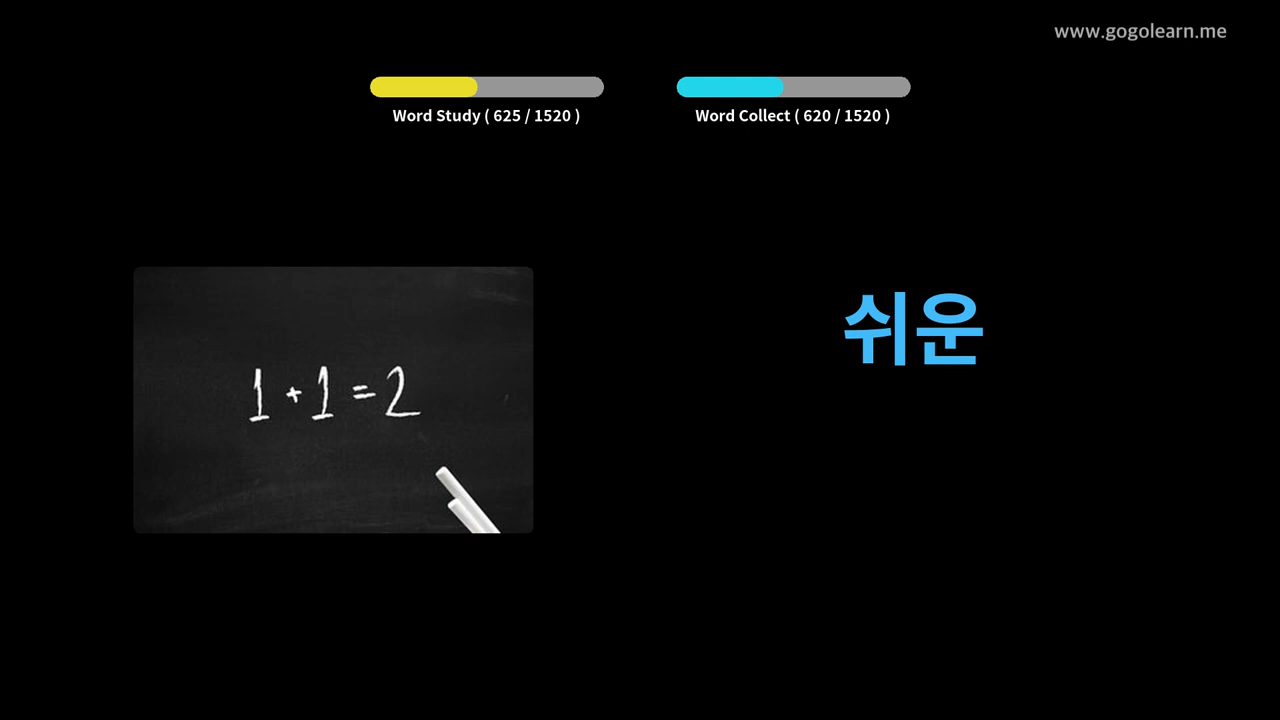 www.gogolearn.me
Word Study ( 625 / 1520 )
Word Collect ( 620 / 1520 )
1 + 1 = 2
쉬운